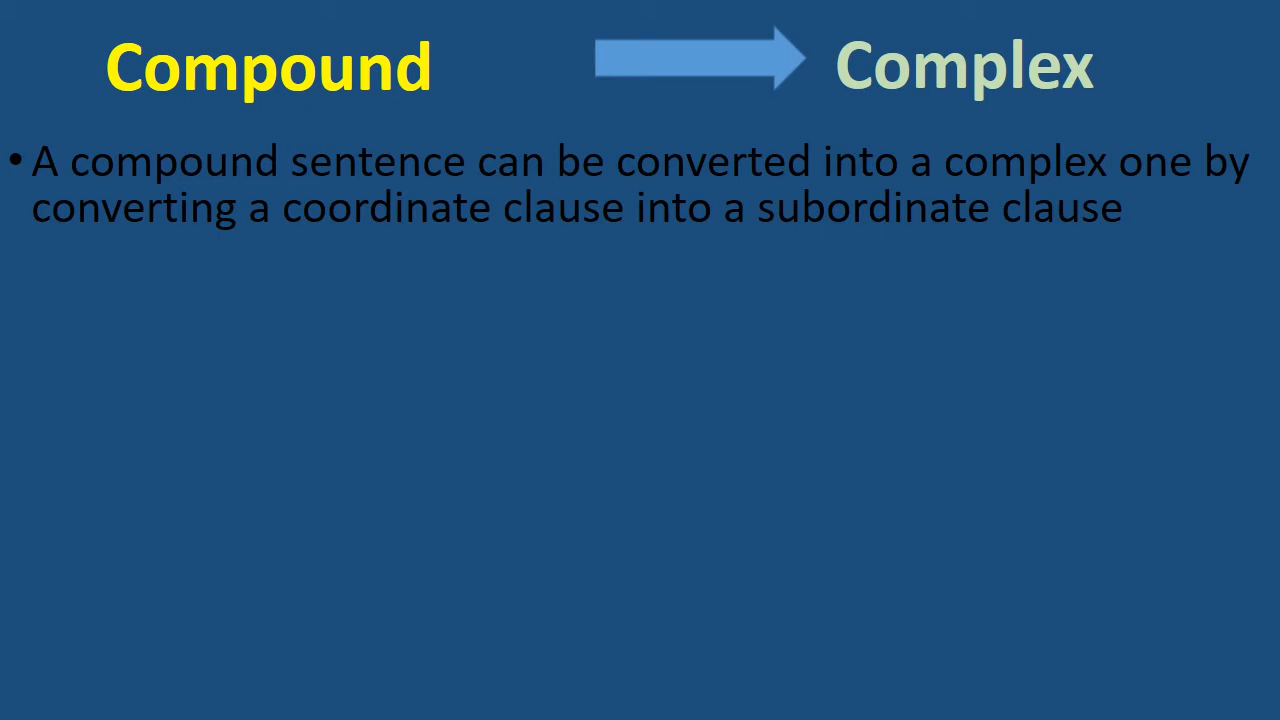 Compound Complex
• A compound sentence can be converted into a complex one by
converting a coordinate clause into a subordinate clause